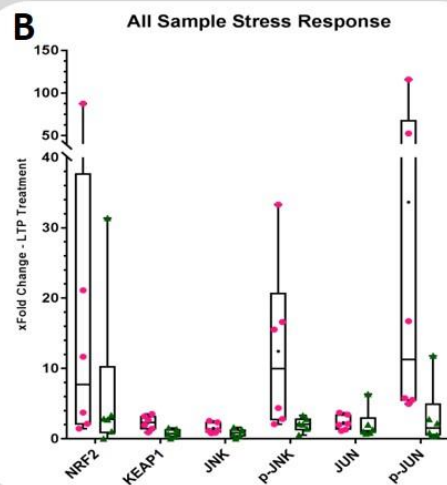 B
All Sample Stress Response
xFold Change - LTP Treatment
150
100
50
40
30
20
10
0
NRF2
KEAP1
JNK
p-JNK
JUN
p-JUN